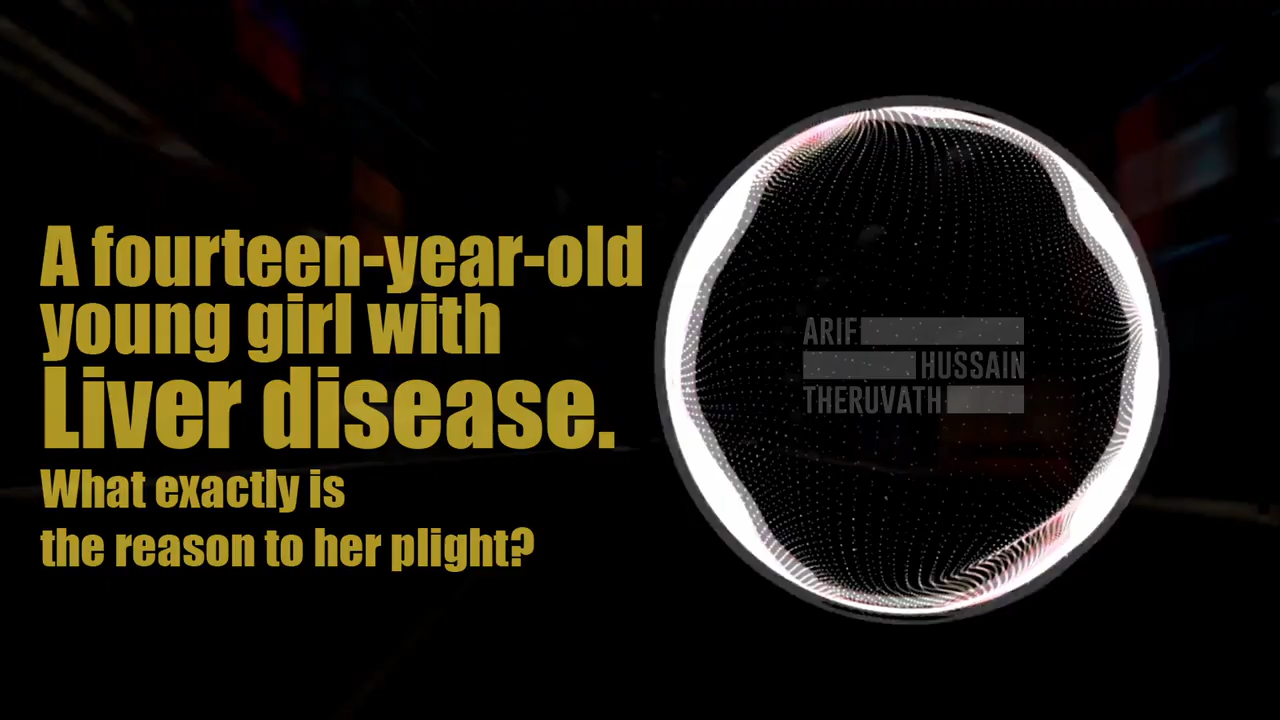 A fourteen-year-old
young girl with
Liver disease.
What exactly is
the reason to her plight?
ARIF
HUSSAIN
THERUVATH